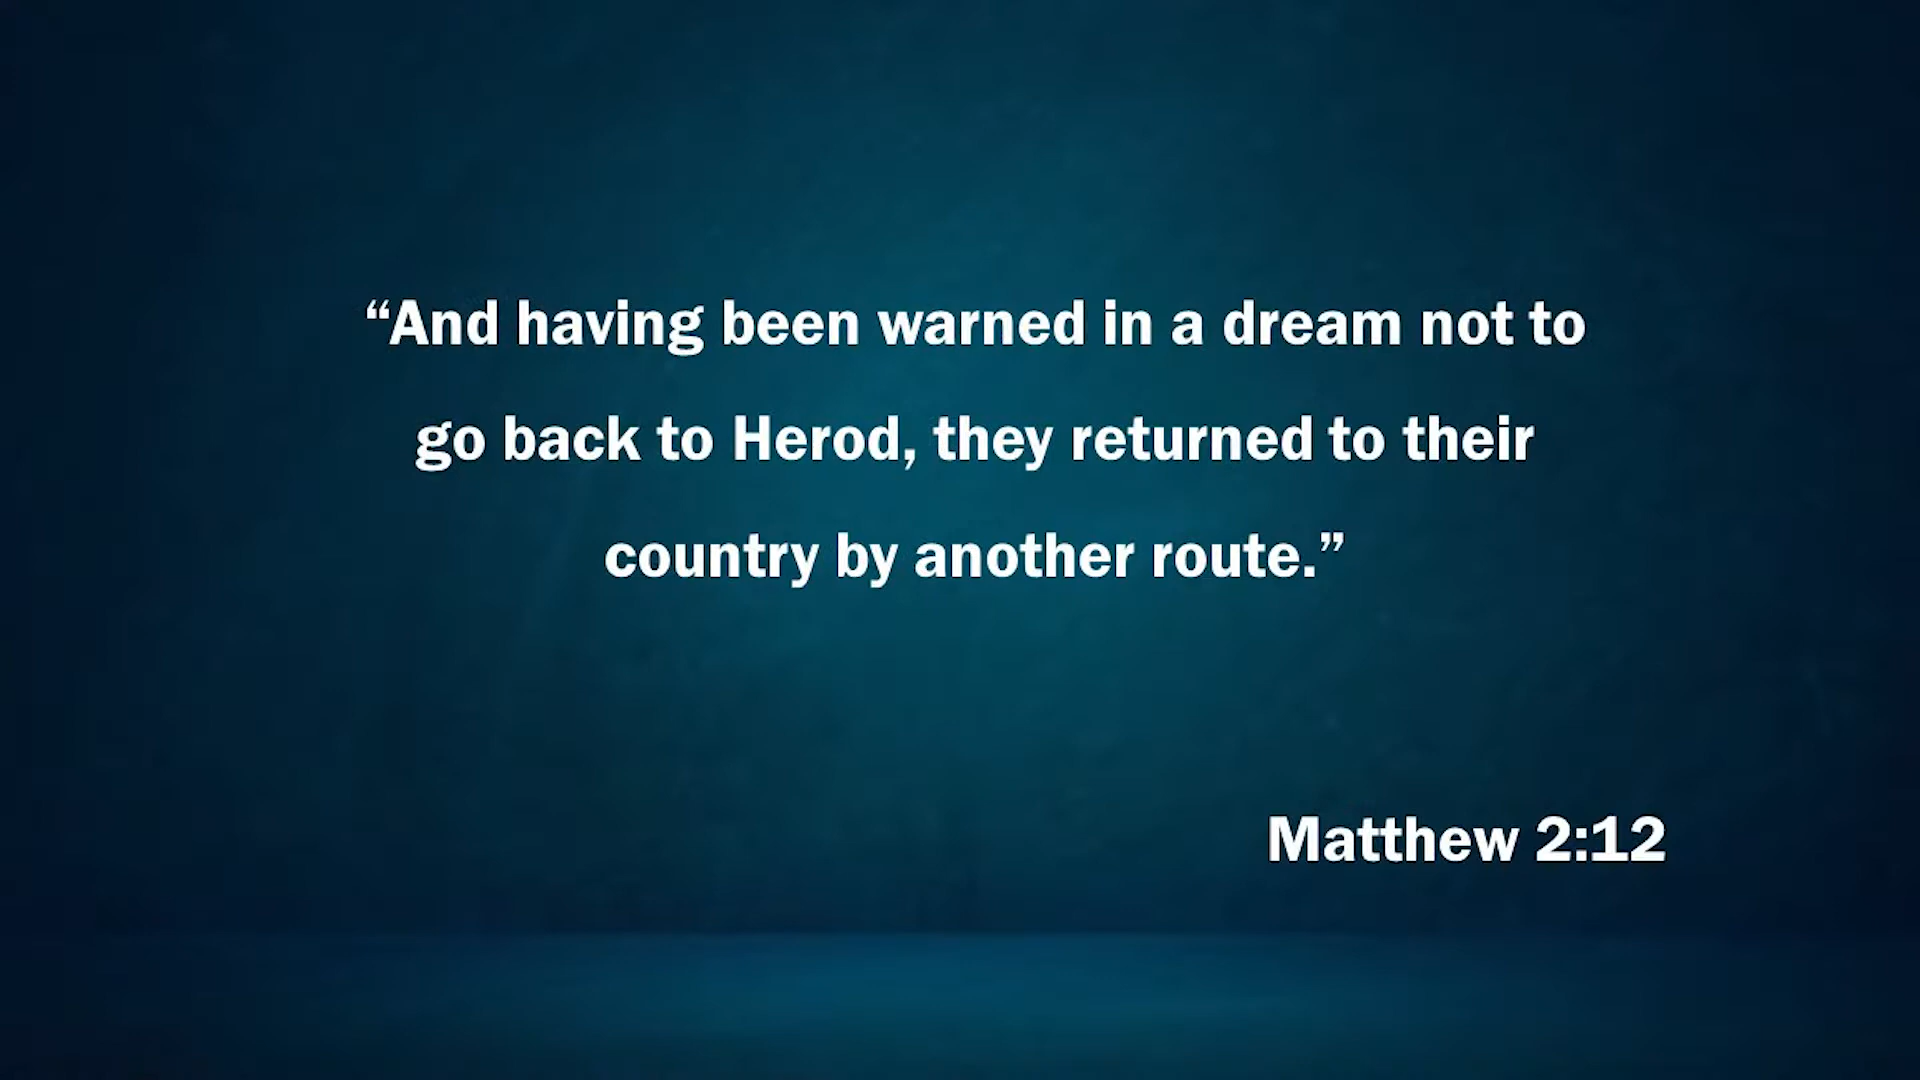 “And having been warned in a dream not to
go back to Herod, they returned to their
country by another route.”
Matthew 2:12